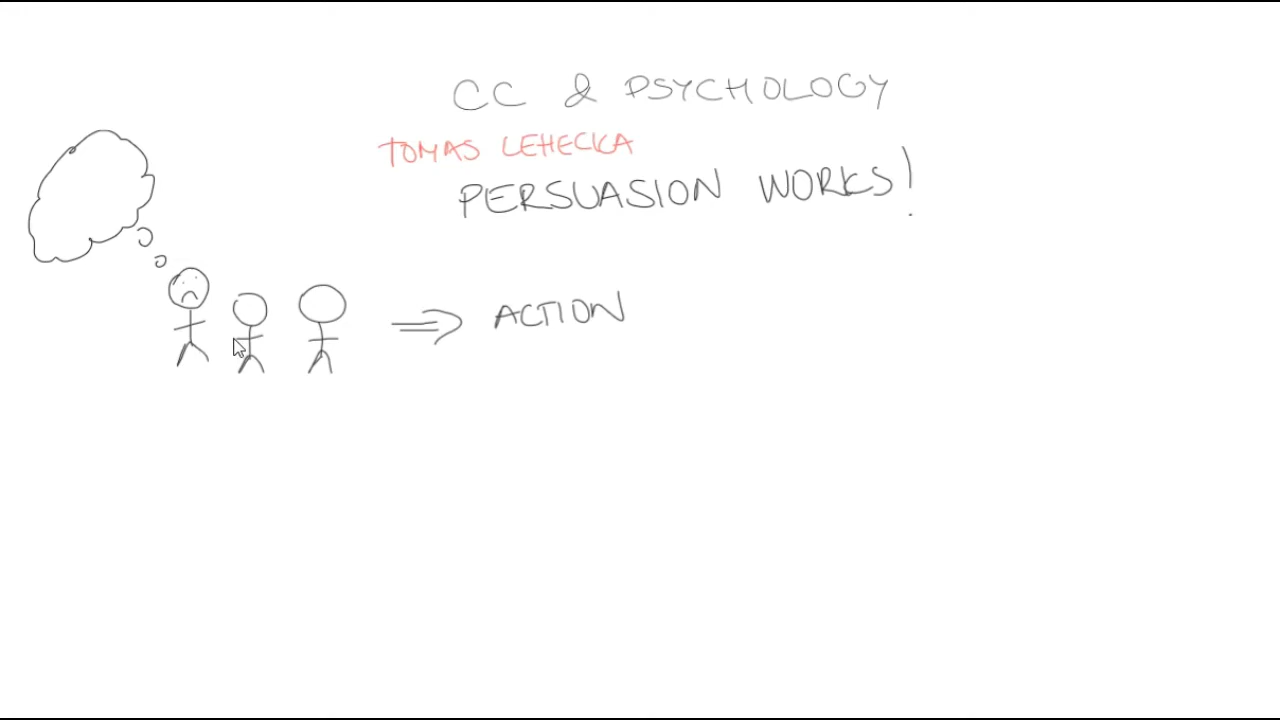 CC & PSYCHOLOGY
TOMAS LEHECKA
PERSUASION WORKS!
⇒ ACTION